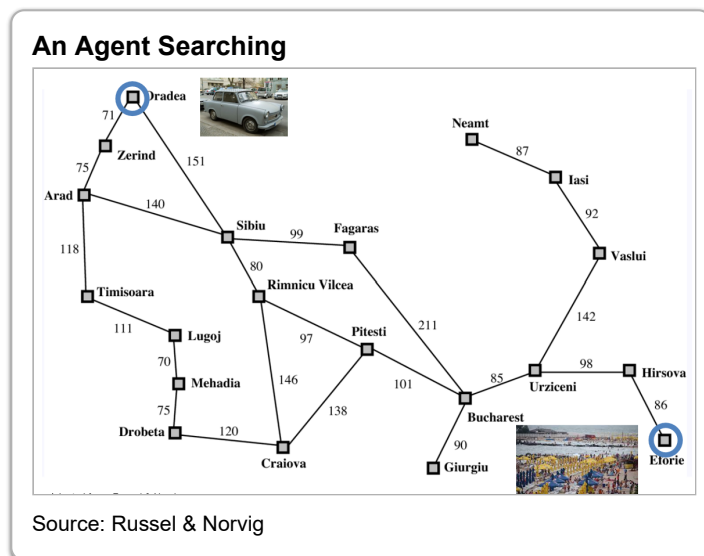 An Agent Searching
Oradea
71
Neamt
87
Zerind
151
Iasi
75
Arad
140
92
Sibiu
Fagaras
99
118
Vaslui
80
Timisoara
Rimnicu Vilcea
142
111
Lugoj
97
Pitesti
211
70
98
Hirsova
146
85
Mehadia
101
Urziceni
86
138
75
Bucharest
Drobeta
120
90
Eforie
Craiova
Giurgiu
Source: Russel & Norvig